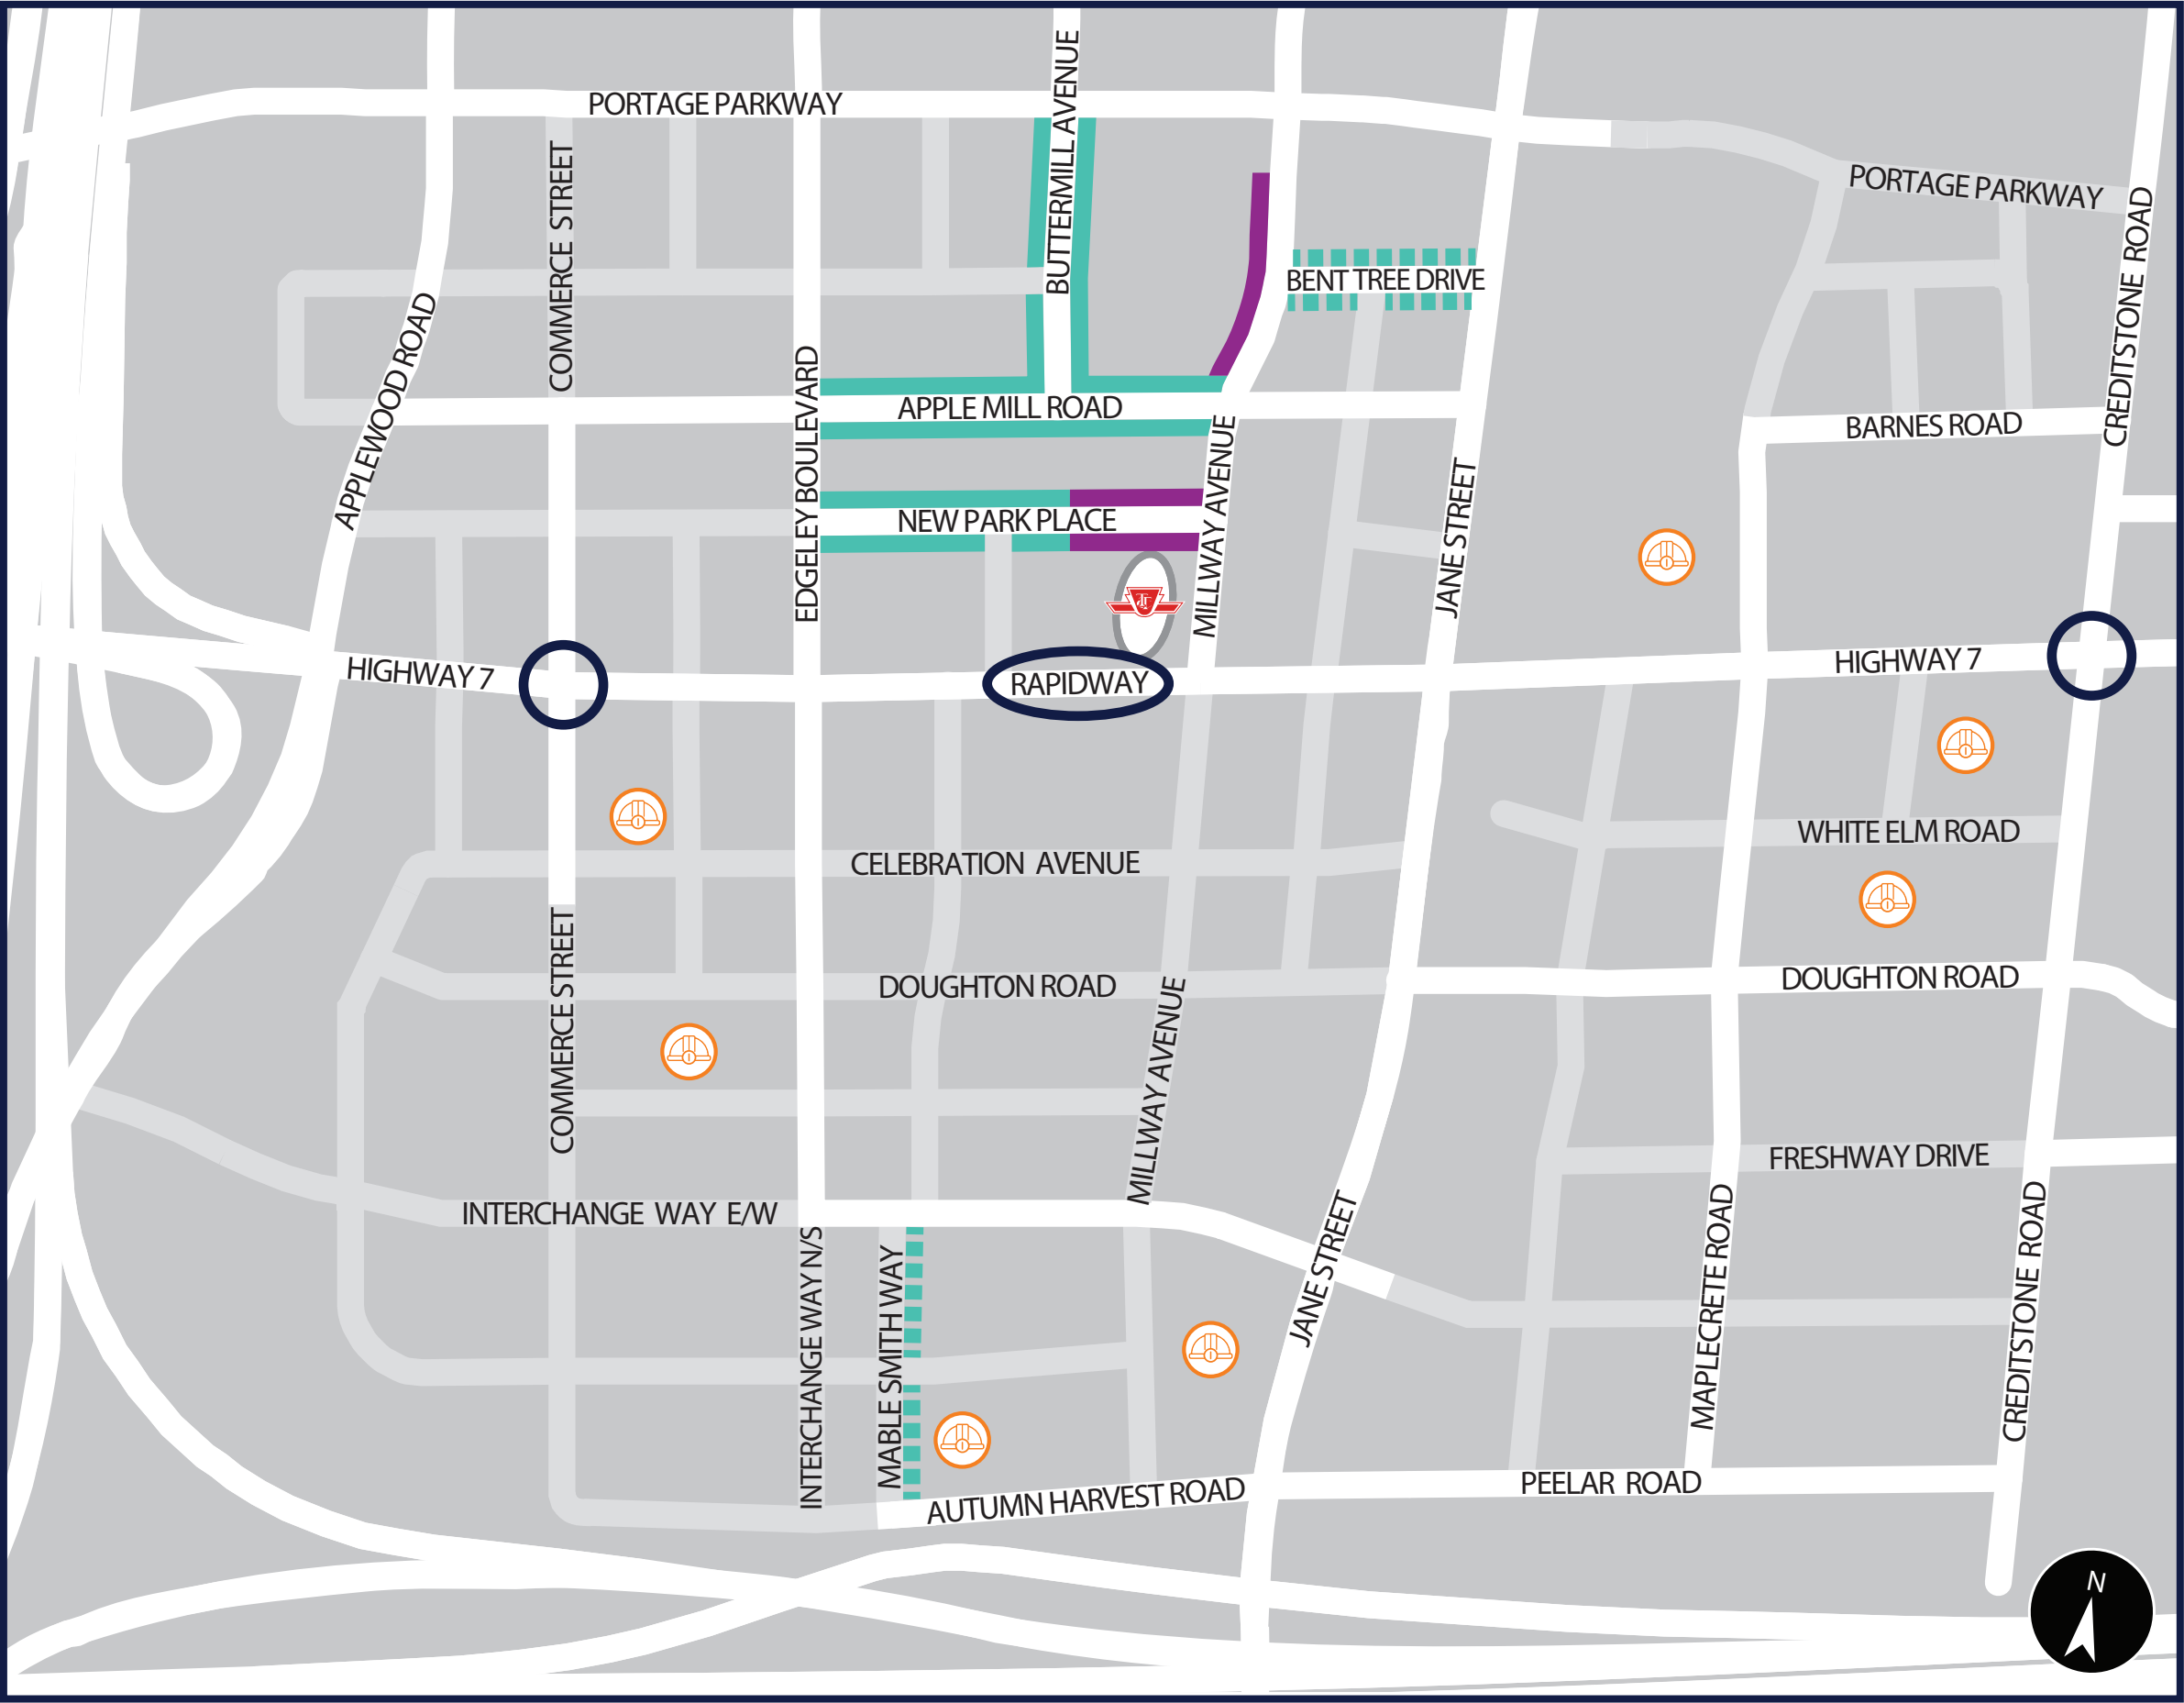 PORTAGE PARKWAY
BUTTERMILL AVENUE
COMMERCE STREET
PORTAGE PARKWAY
CREDITSTONE ROAD
BENT TREE DRIVE
APPLEWOOD ROAD
EDGELEY BOULEVARD
APPLE MILL ROAD
BARNES ROAD
MILLWAY AVENUE
JANE STREET
NEW PARK PLACE
TTC
HIGHWAY 7
RAPIDWAY
HIGHWAY 7
WHITE ELM ROAD
CELEBRATION AVENUE
COMMERCE STREET
DOUGHTON ROAD
DOUGHTON ROAD
MILLWAY AVENUE
FRESHWAY DRIVE
INTERCHANGE WAY E/W
INTERCHANGE WAY N/S
MABLE SMITH WAY
JANE STREET
MAPLECRETE ROAD
CREDITSTONE ROAD
AUTUMN HARVEST ROAD
PEELAR ROAD
N